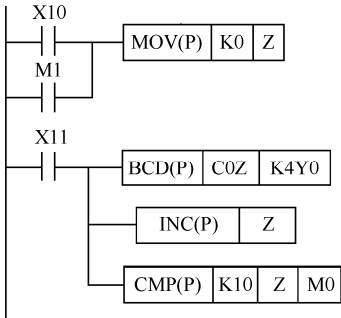 X10
MOV(P) K0 Z
M1
X11
BCD(P) C0Z K4Y0
INC(P) Z
CMP(P) K10 Z M0